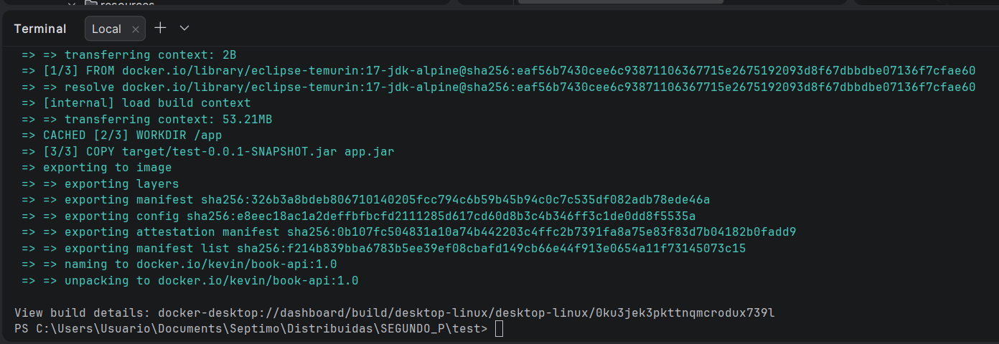 resources
Terminal Local
=> => transferring context: 2B
=> [1/3] FROM docker.io/library/eclipse-temurin:17-jdk-alpine@sha256:eaf56b7430cee6c93871106367715e2675192093d8f67dbbdbe07136f7cfae60
=> => resolve docker.io/library/eclipse-temurin:17-jdk-alpine@sha256:eaf56b7430cee6c93871106367715e2675192093d8f67dbbdbe07136f7cfae60
=> [internal] load build context
=> => transferring context: 53.21MB
=> CACHED [2/3] WORKDIR /app
=> [3/3] COPY target/test-0.0.1-SNAPSHOT.jar app.jar
=> exporting to image
=> => exporting layers
=> => exporting manifest sha256:326b3a8bdeb806710140205fcc794c6b59b45b94c0c7c535df082adb78ede46a
=> => exporting config sha256:e8eec18ac1a2deffbfbcfd2111285d617cd60d8b3c4b346ff3c1de0dd8f5535a
=> => exporting attestation manifest sha256:0b107fc504831a10a74b442203c4ffc2b7391fa8a75e83f83d7b04182b0fadd9
=> => exporting manifest list sha256:f214b839bba6783b5ee39ef08cbafd149cb66e44f913e0654a11f73145073c15
=> => naming to docker.io/kevin/book-api:1.0
=> => unpacking to docker.io/kevin/book-api:1.0
View build details: docker-desktop://dashboard/build/desktop-linux/desktop-linux/0ku3jek3pkttnqmcrodux739l
PS C:\Users\Usuario\Documents\Septimo\Distribuidas\SEGUNDO_P\test>